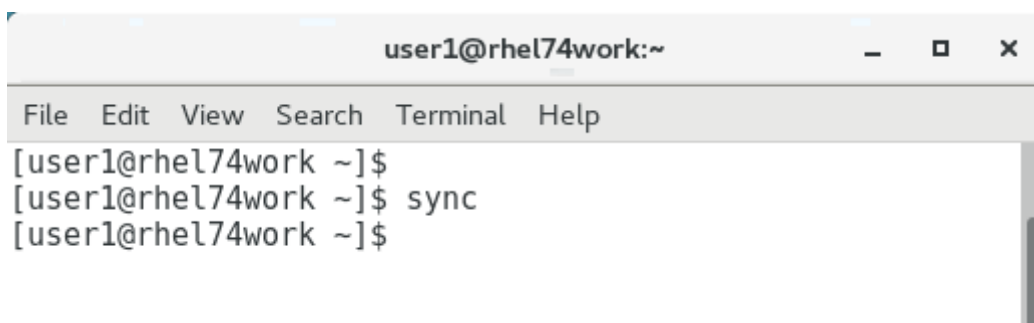 user1@rhel74work:~
File Edit View Search Terminal Help
[user1@rhel74work ~]$
[user1@rhel74work ~]$ sync
[user1@rhel74work ~]$